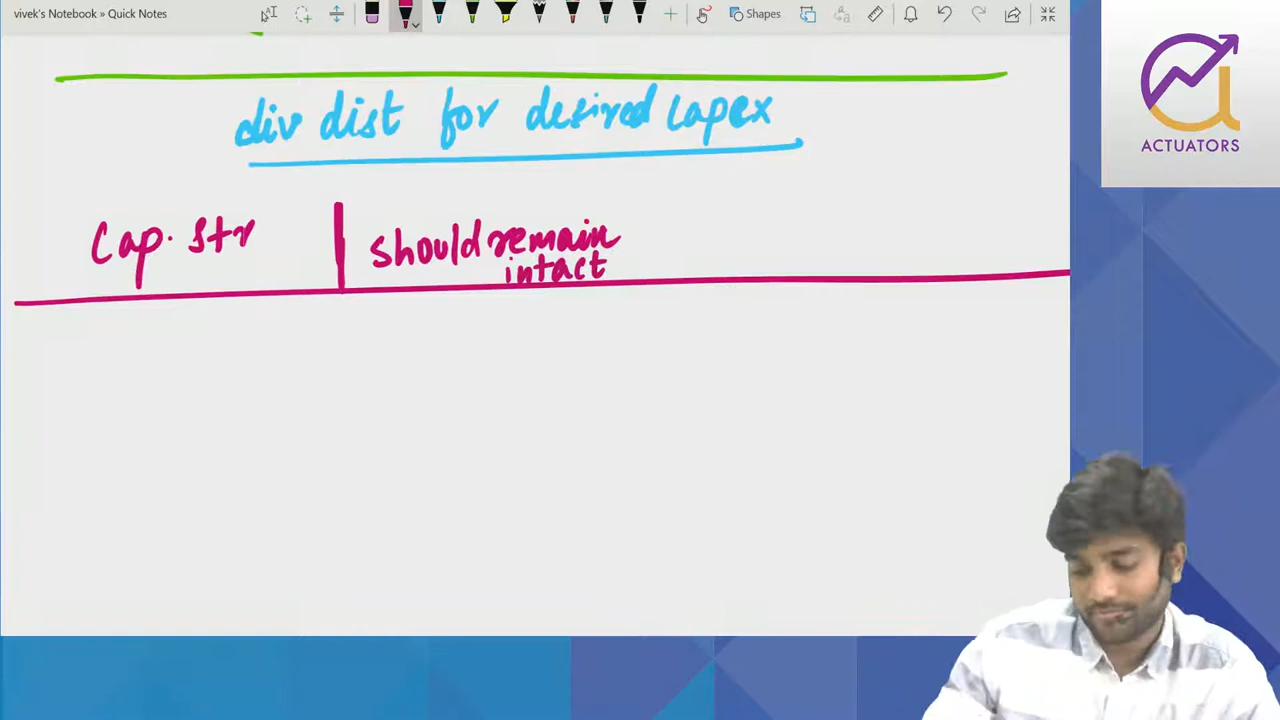 vivek's Notebook » Quick Notes
Shapes
div dist for desired Capex
Cap. Str
should remain
intact
ACTUATORS